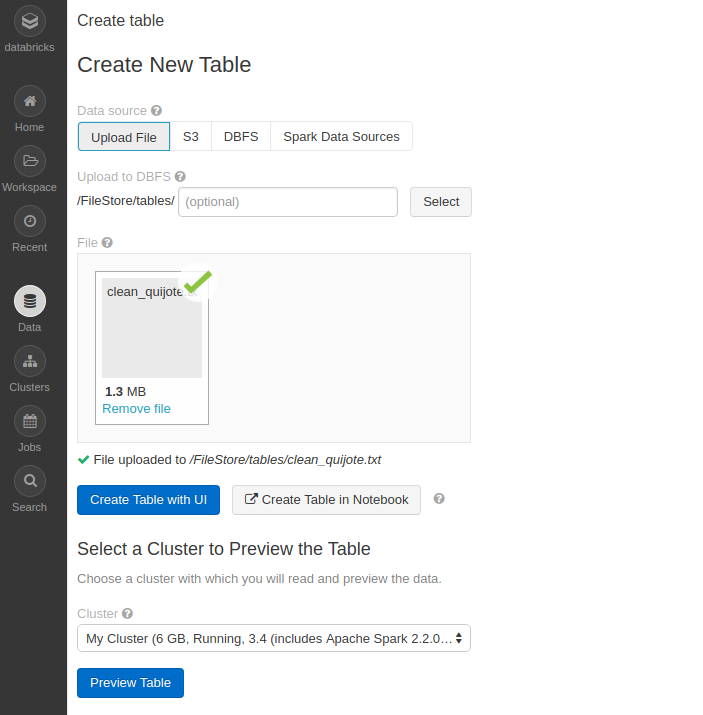 databricks
Home
Workspace
Recent
Data
Clusters
Jobs
Search
Create table
Create New Table
Data source
Upload File S3 DBFS Spark Data Sources
Upload to DBFS
/FileStore/tables/ (optional) Select
File
clean_quijote
1.3 MB
Remove file
File uploaded to /FileStore/tables/clean_quijote.txt
Create Table with UI Create Table in Notebook
Select a Cluster to Preview the Table
Choose a cluster with which you will read and preview the data.
Cluster
My Cluster (6 GB, Running, 3.4 (includes Apache Spark 2.2.0…
Preview Table